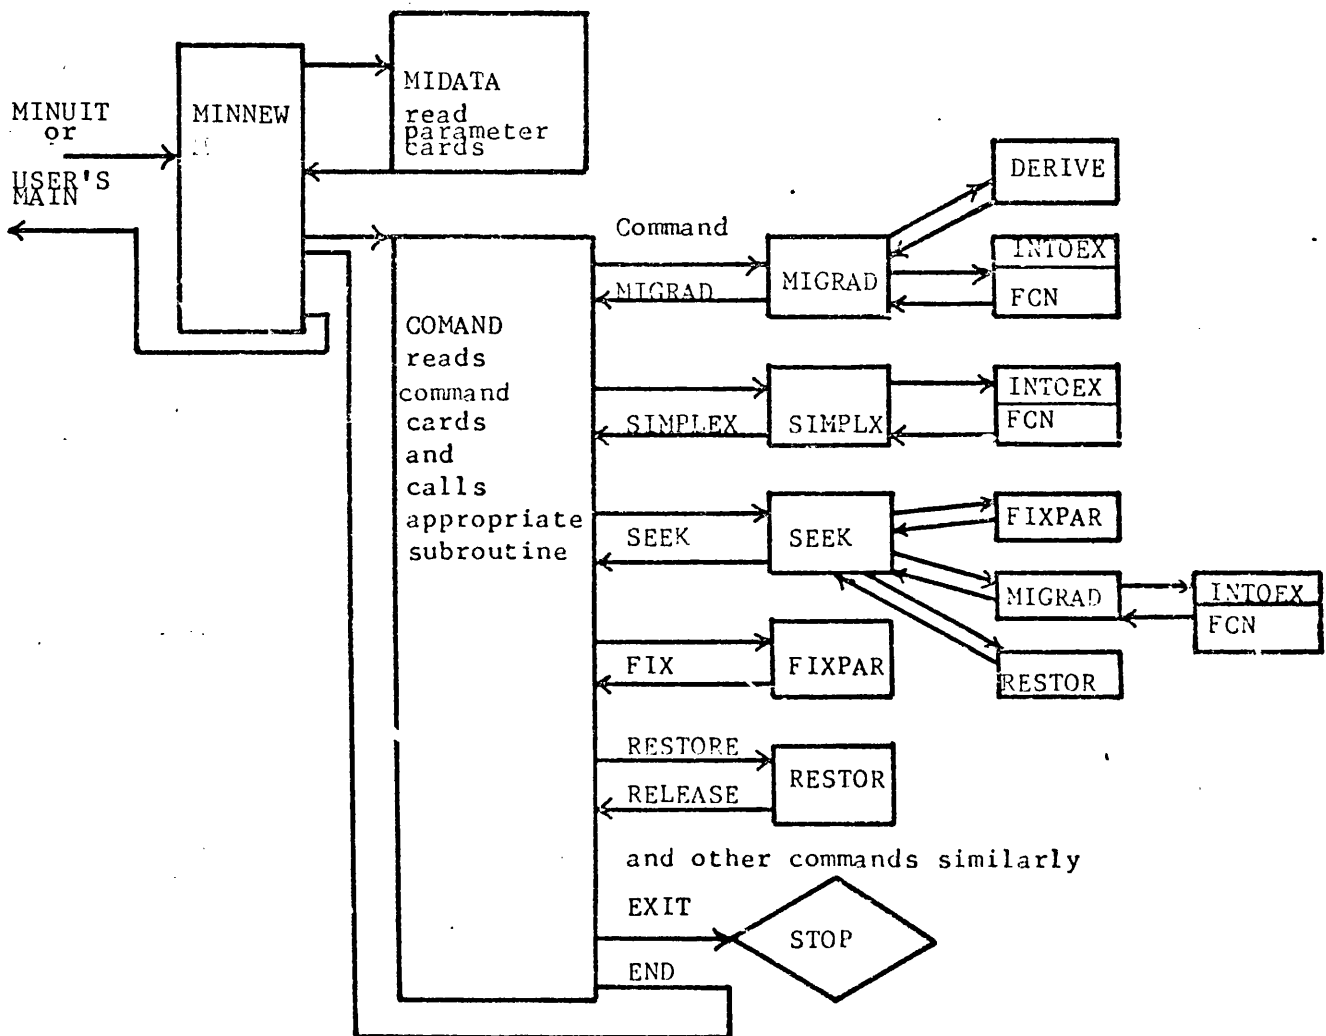 MINUIT
or
USER'S
MAIN
MINNEW
MIDATA
read
parameter
cards
COMAND
reads
command
cards
and
calls
appropriate
subroutine
Command
MIGRAD
MIGRAD
DERIVE
INTOEX
FCN
SIMPLEX
SIMPLX
INTOEX
FCN
SEEK
SEEK
FIXPAR
MIGRAD
INTOEX
FCN
RESTOR
FIX
FIXPAR
RESTORE
RELEASE
RESTOR
and other commands similarly
EXIT
STOP
END